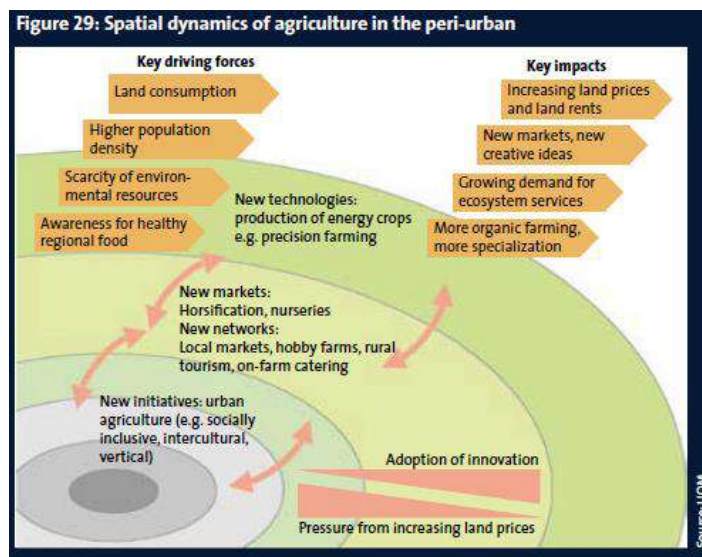 Figure 29: Spatial dynamics of agriculture in the peri-urban
Key driving forces
Land consumption
Higher population
density
Scarcity of environ-
mental resources
Awareness for healthy
regional food
Key impacts
Increasing land prices
and land rents
New markets, new
creative ideas
Growing demand for
ecosystem services
More organic farming,
more specialization
New technologies:
production of energy crops
e.g. precision farming
New markets:
Horsification, nurseries
New networks:
Local markets, hobby farms, rural
tourism, on-farm catering
New initiatives: urban
agriculture (e.g. socially
inclusive, intercultural,
vertical)
Adoption of innovation
Pressure from increasing land prices